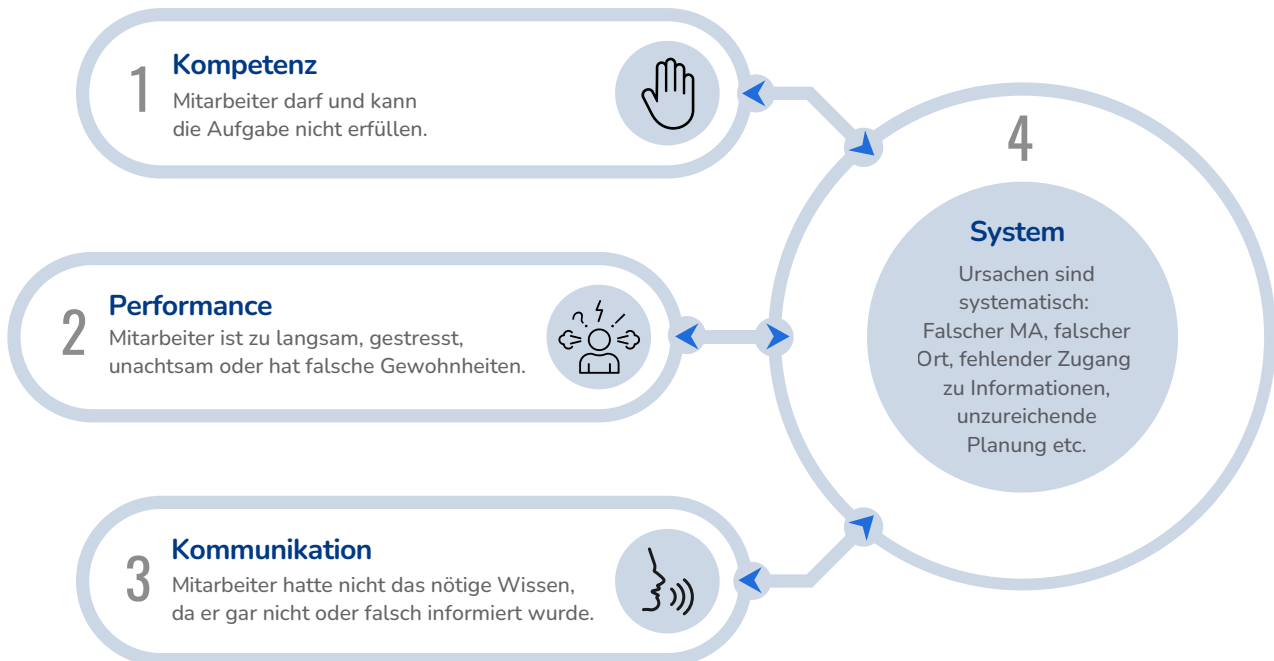 1
Kompetenz
Mitarbeiter darf und kann
die Aufgabe nicht erfüllen.
2
Performance
Mitarbeiter ist zu langsam, gestresst,
unachtsam oder hat falsche Gewohnheiten.
3
Kommunikation
Mitarbeiter hatte nicht das nötige Wissen,
da er gar nicht oder falsch informiert wurde.
4
System
Ursachen sind
systematisch:
Falscher MA, falscher
Ort, fehlender Zugang
zu Informationen,
unzureichende
Planung etc.